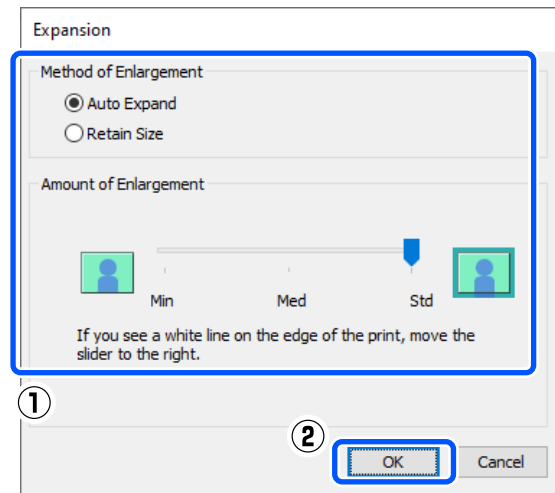 Expansion
Method of Enlargement
Auto Expand
Retain Size
Amount of Enlargement
Min Med Std
If you see a white line on the edge of the print, move the
slider to the right.
①
②
OK Cancel